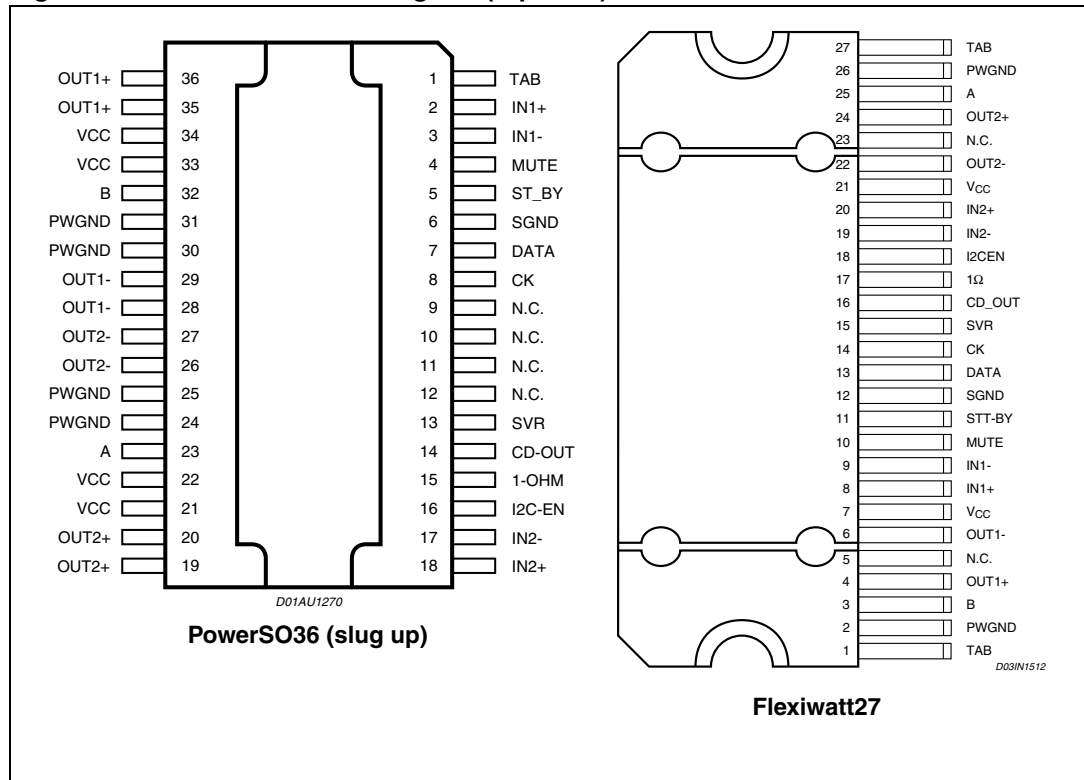 OUT1+ 36 1 TAB
OUT1+ 35 2 IN1+
VCC 34 3 IN1-
VCC 33 4 MUTE
B 32 5 ST_BY
PWGND 31 6 SGND
PWGND 30 7 DATA
OUT1- 29 8 CK
OUT1- 28 9 N.C.
OUT2- 27 10 N.C.
OUT2- 26 11 N.C.
PWGND 25 12 N.C.
PWGND 24 13 SVR
A 23 14 CD-OUT
VCC 22 15 1-OHM
VCC 21 16 I2C-EN
OUT2+ 20 17 IN2-
OUT2+ 19 18 IN2+
D01AU1270
PowerSO36 (slug up)
27 TAB
26 PWGND
25 A
24 OUT2+
23 N.C.
22 OUT2-
21 VCC
20 IN2+
19 IN2-
18 I2CEN
17 1Ω
16 CD_OUT
15 SVR
14 CK
13 DATA
12 SGND
11 STT-BY
10 MUTE
9 IN1-
8 IN1+
7 VCC
6 OUT1-
5 N.C.
4 OUT1+
3 B
2 PWGND
1 TAB
D03IN1512
Flexiwatt27